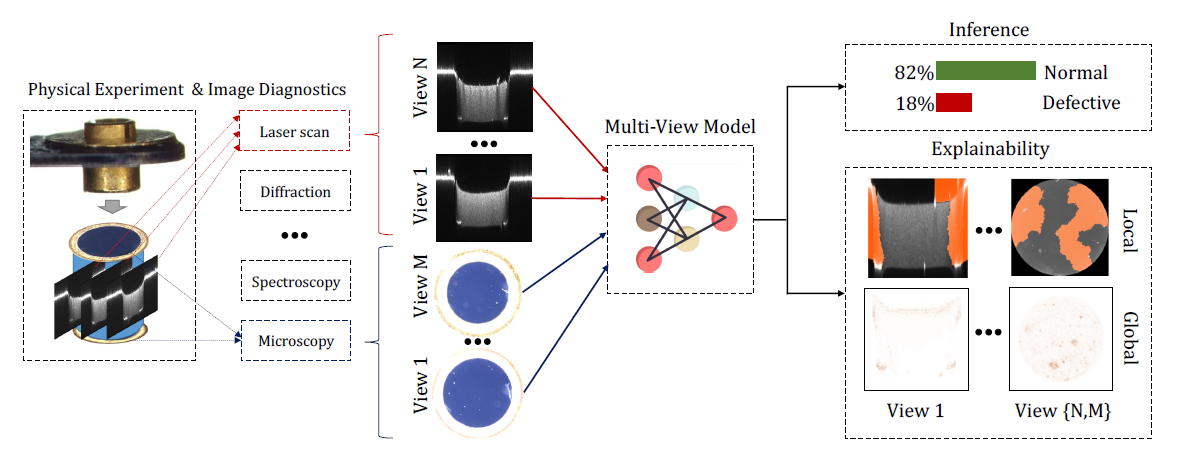 Physical Experiment & Image Diagnostics
Laser scan
Diffraction
Spectroscopy
Microscopy
View N
View 1
View M
View 1
Multi-View Model
Inference
82% Normal
18% Defective
Explainability
Local
Global
View 1
View {N,M}